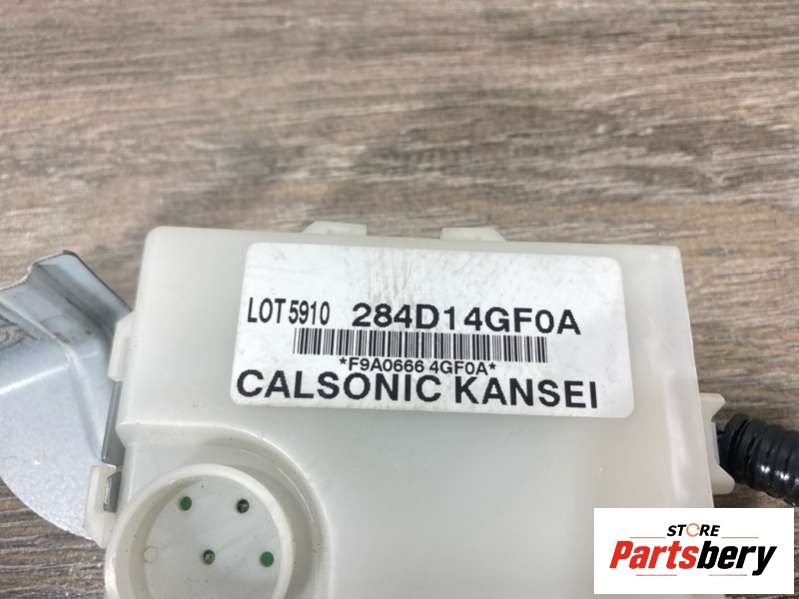 LOT 5910 284D14GF0A
*F9A0666 4GF0A*
CALSONIC KANSEI
STORE
Partsbery